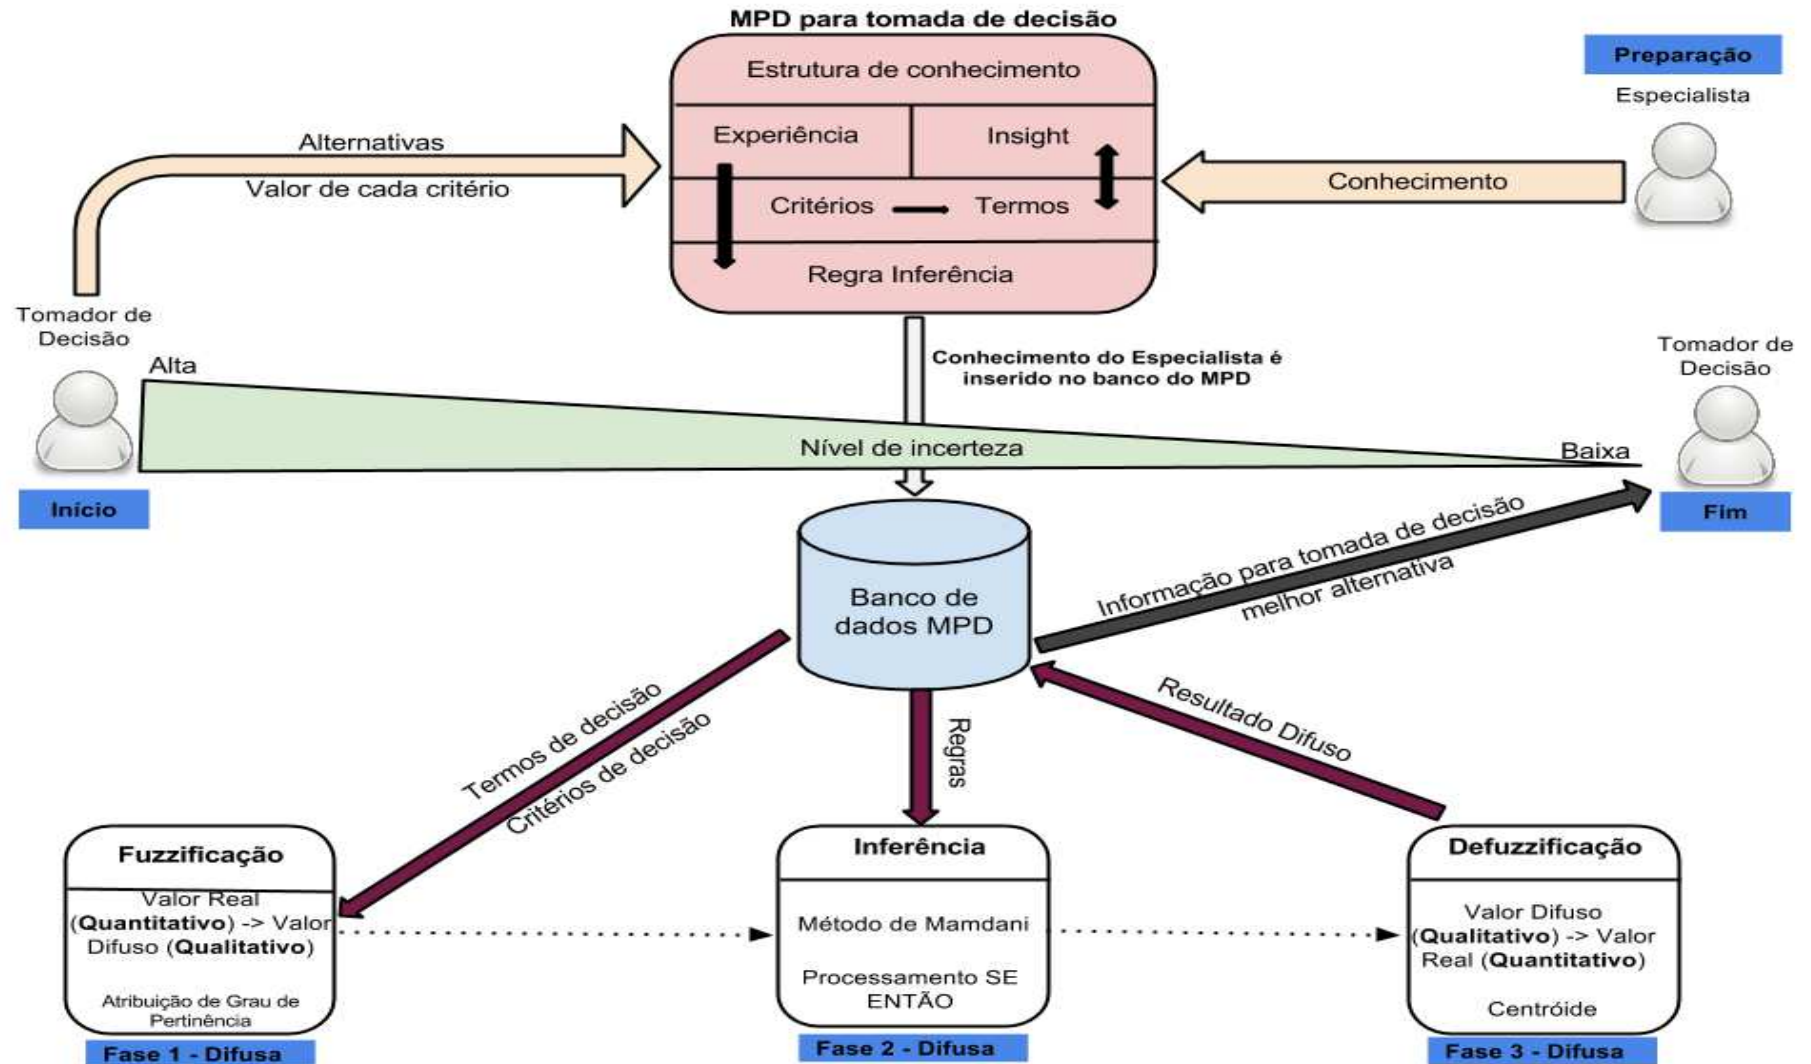 MPD para tomada de decisão
Estrutura de conhecimento
Experiência
Insight
Critérios
Termos
Regra Inferência
Preparação
Especialista
Conhecimento
Alternativas
Valor de cada critério
Tomador de
Decisão
Início
Alta
Nível de incerteza
Baixa
Conhecimento do Especialista é
inserido no banco do MPD
Tomador de
Decisão
Fim
Banco de
dados MPD
Informação para tomada de decisão
melhor alternativa
Termos de decisão
Critérios de decisão
Regras
Resultado Difuso
Fuzzificação
Valor Real
(Quantitativo) -> Valor
Difuso (Qualitativo)
Atribuição de Grau de
Pertinência
Fase 1 - Difusa
Inferência
Método de Mamdani
Processamento SE
ENTÃO
Fase 2 - Difusa
Defuzzificação
Valor Difuso
(Qualitativo) -> Valor
Real (Quantitativo)
Centróide
Fase 3 - Difusa